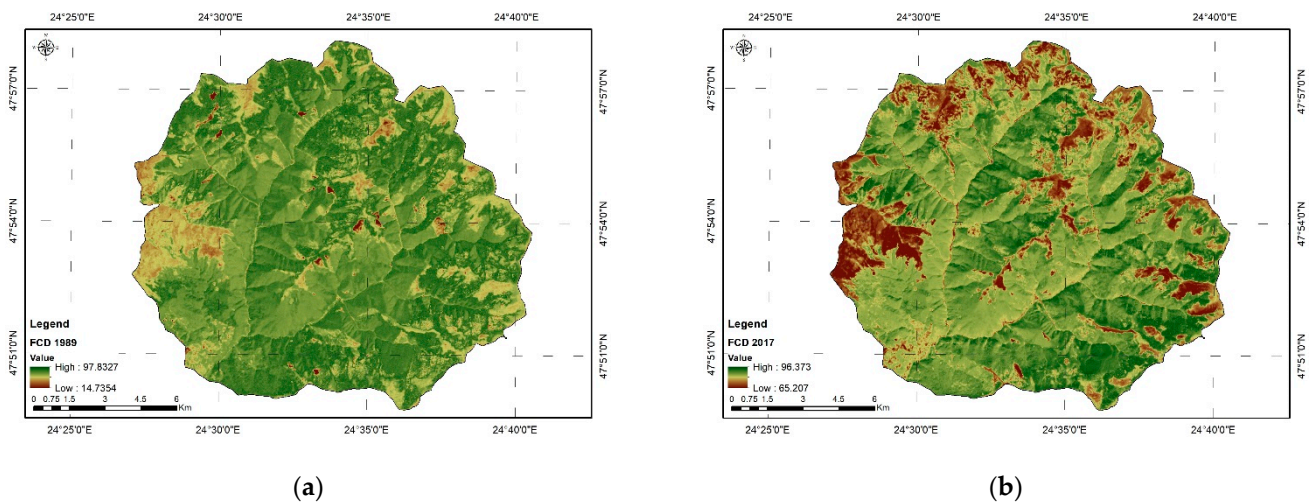 24°25'0"E 24°30'0"E 24°35'0"E 24°40'0"E
47°57'0"N 47°57'0"N
47°54'0"N 47°54'0"N
47°51'0"N 47°51'0"N
Legend
FCD 1989
Value
High : 97.8327
Low : 14.7354
0 0.75 1.5 3 4.5 6
Km
24°25'0"E 24°30'0"E 24°35'0"E 24°40'0"E
(a)
24°25'0"E 24°30'0"E 24°35'0"E 24°40'0"E
47°57'0"N 47°57'0"N
47°54'0"N 47°54'0"N
47°51'0"N 47°51'0"N
Legend
FCD 2017
Value
High : 96.373
Low : 65.207
0 0.75 1.5 3 4.5 6
Km
24°25'0"E 24°30'0"E 24°35'0"E 24°40'0"E
(b)